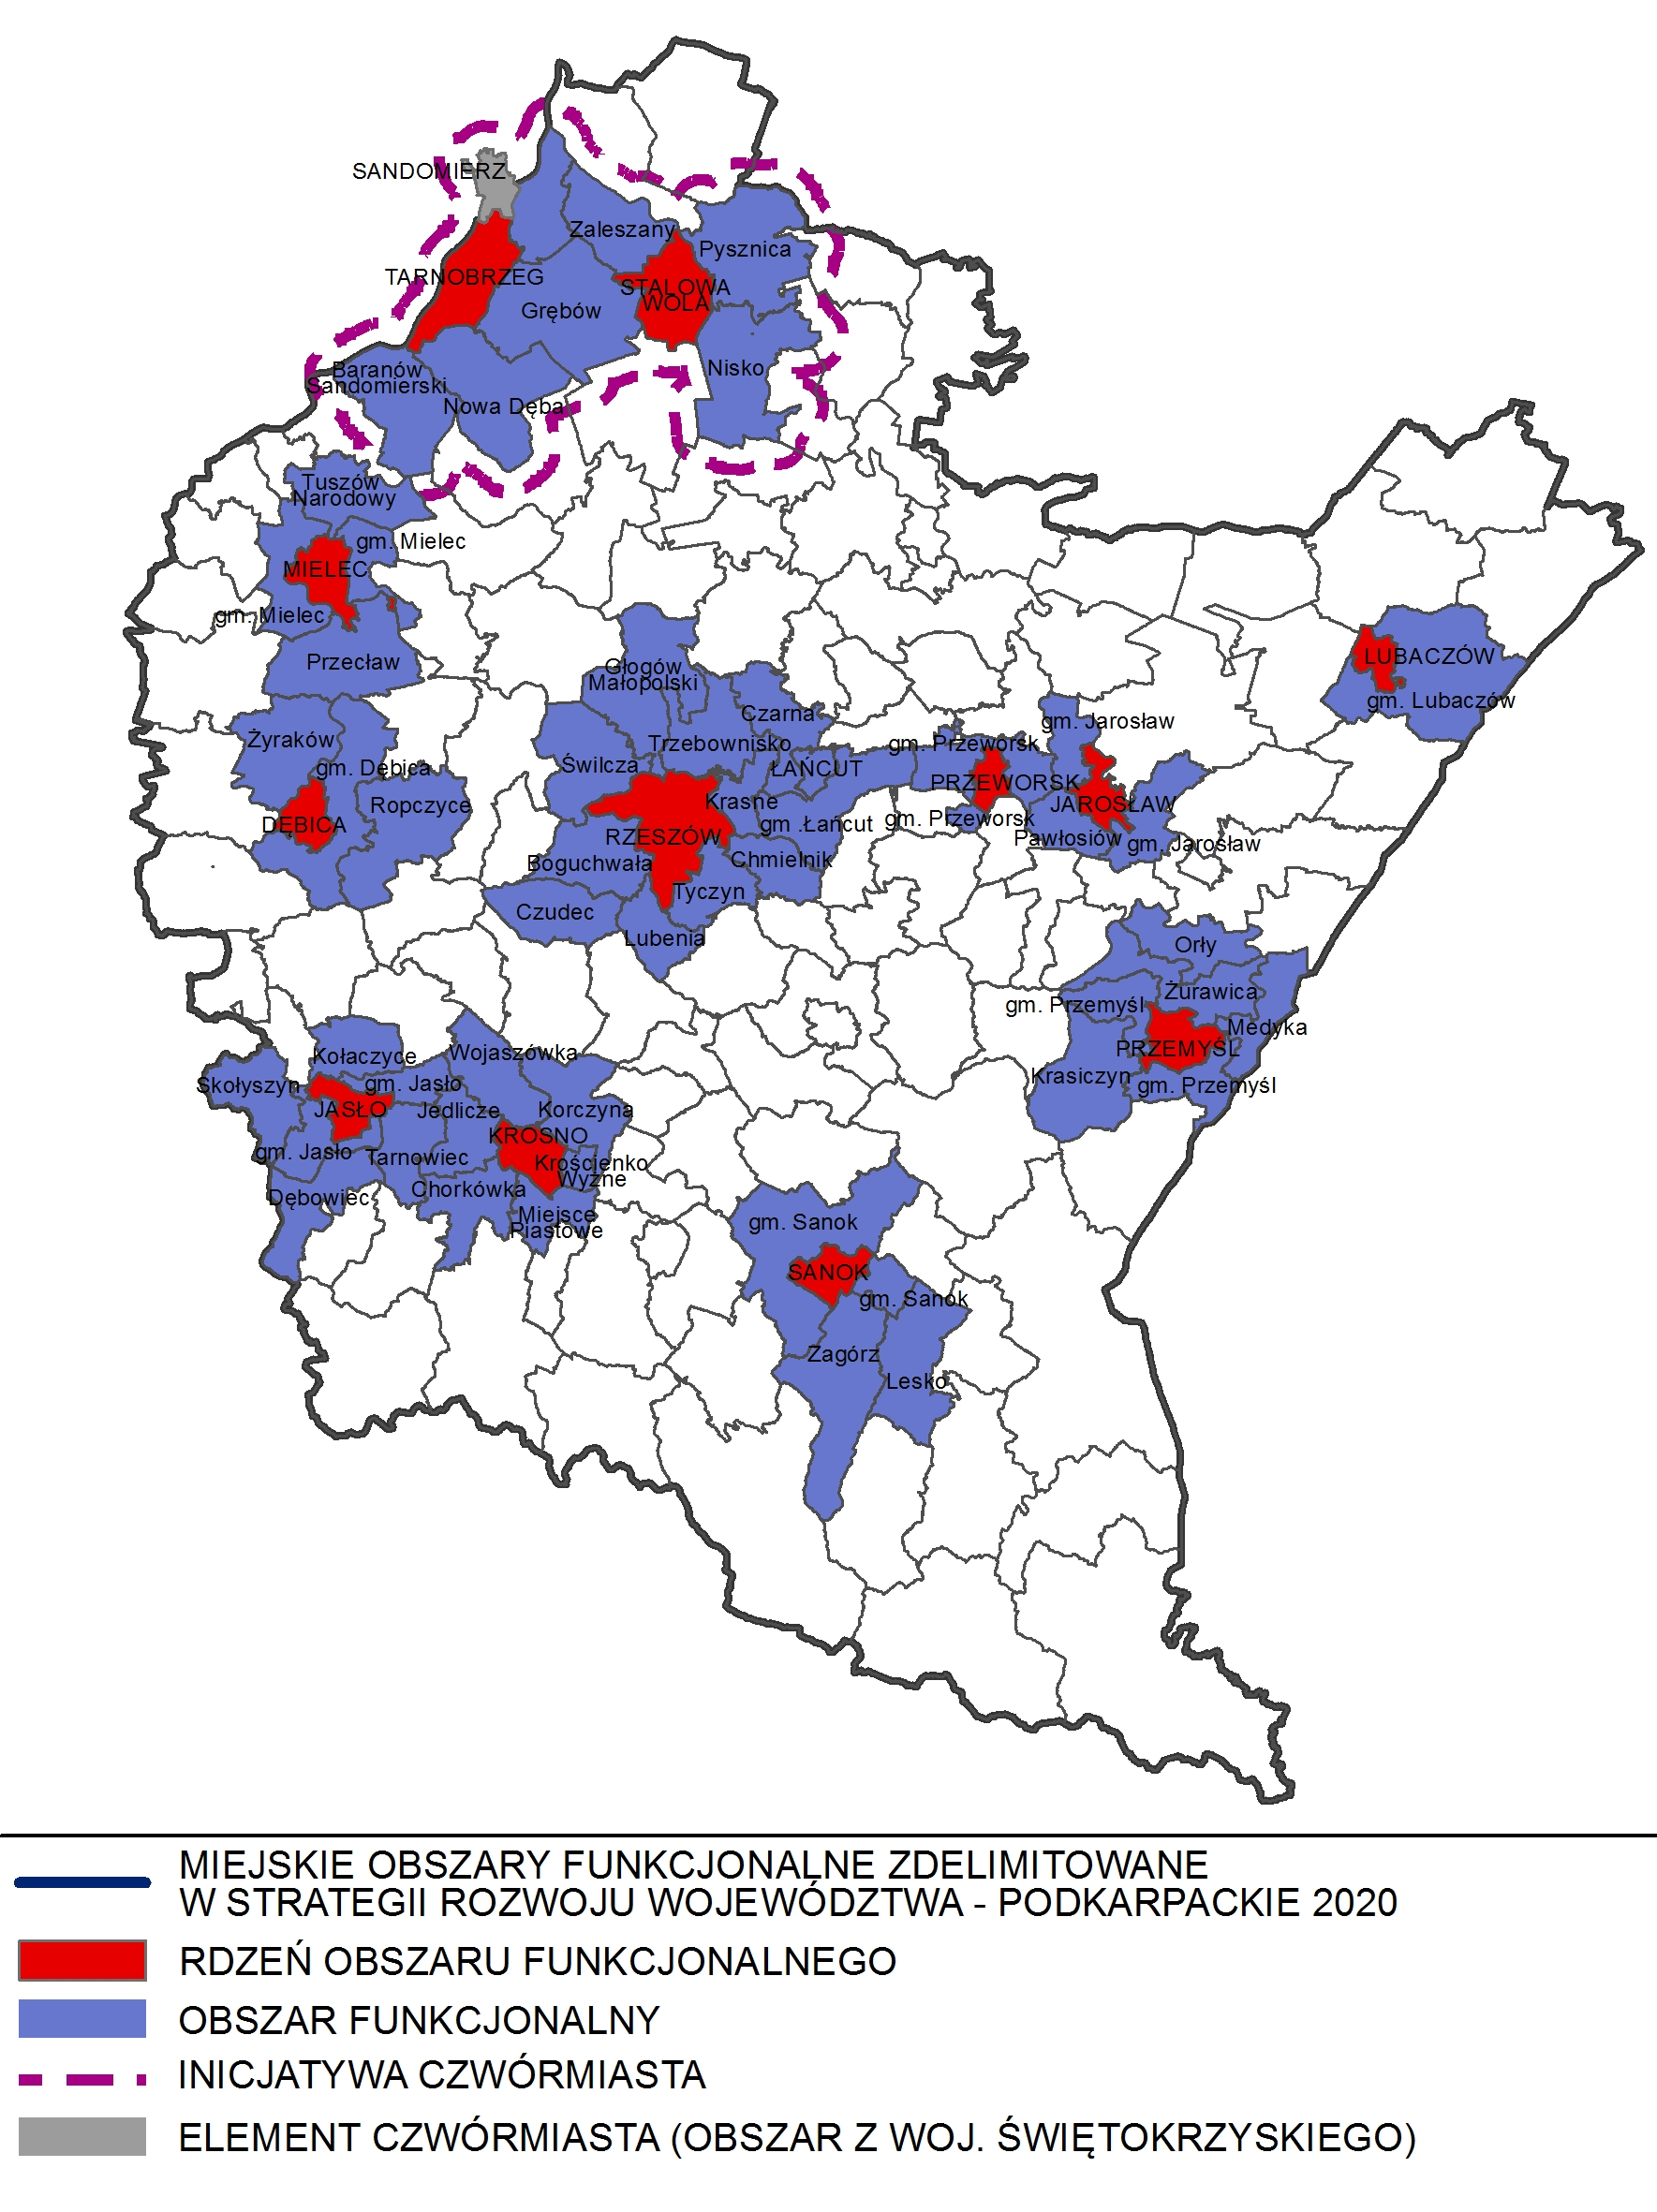 SANDOMIERZ
Zaleszany
Pysznica
TARNOBRZEG
STALOWA
WOLA
Grębów
Baranów
Sandomierski
Nisko
Nowa Dęba
Tuszów
Narodowy
gm. Mielec
MIELEC
gm. Mielec
Przecław
Głogów
Małopolski
LUBACZÓW
gm. Lubaczów
Czarna
gm. Jarosław
Żyraków
Trzebownisko
gm. Przeworsk
gm. Dębica
Świlcza
ŁAŃCUT
PRZEWORSK
Ropczyce
Krasne
JAROSŁAW
DĘBICA
RZESZÓW
gm .Łańcut
gm. Przeworsk
Pawłosiów
gm. Jarosław
Boguchwała
Chmielnik
Tyczyn
Czudec
Lubenia
Orły
Żurawica
gm. Przemyśl
Medyka
PRZEMYŚL
Krasiczyn
gm. Przemyśl
Kołaczyce
Wojaszówka
Skołyszyn
gm. Jasło
JASŁO
Jedlicze
Korczyna
KROSNO
gm. Jasło
Tarnowiec
Krościenko
Wyżne
Dębowiec
Chorkówka
Miejsce
Piastowe
gm. Sanok
SANOK
gm. Sanok
Zagórz
Lesko
MIEJSKIE OBSZARY FUNKCJONALNE ZDELIMITOWANE
W STRATEGII ROZWOJU WOJEWÓDZTWA - PODKARPACKIE 2020
RDZEŃ OBSZARU FUNKCJONALNEGO
OBSZAR FUNKCJONALNY
INICJATYWA CZWÓRMIASTA
ELEMENT CZWÓRMIASTA (OBSZAR Z WOJ. ŚWIĘTOKRZYSKIEGO)